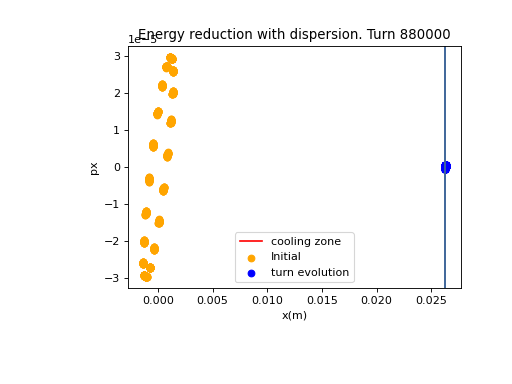 Energy reduction with dispersion. Turn 880000
1e−5
3
2
1
0
−1
−2
−3
px
cooling zone
Initial
turn evolution
0.000 0.005 0.010 0.015 0.020 0.025
x(m)